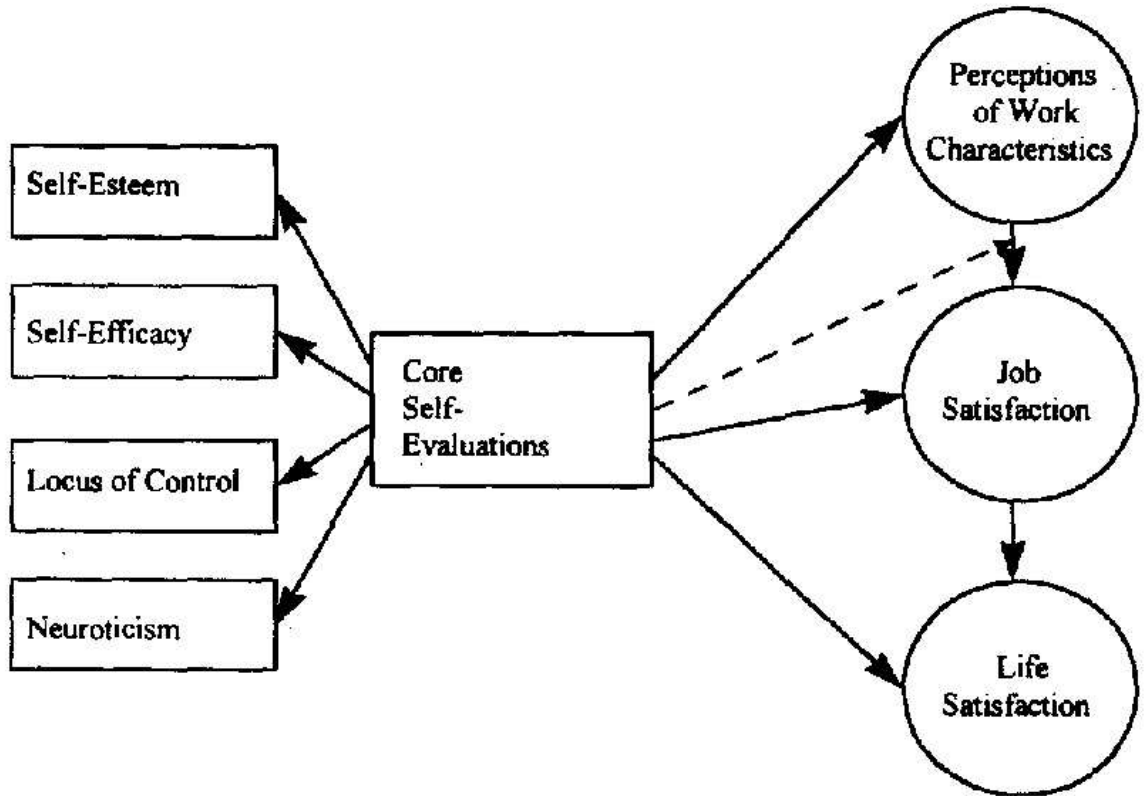 Self-Esteem
Self-Efficacy
Locus of Control
Neuroticism
Core
Self-
Evaluations
Perceptions
of Work
Characteristics
Job
Satisfaction
Life
Satisfaction